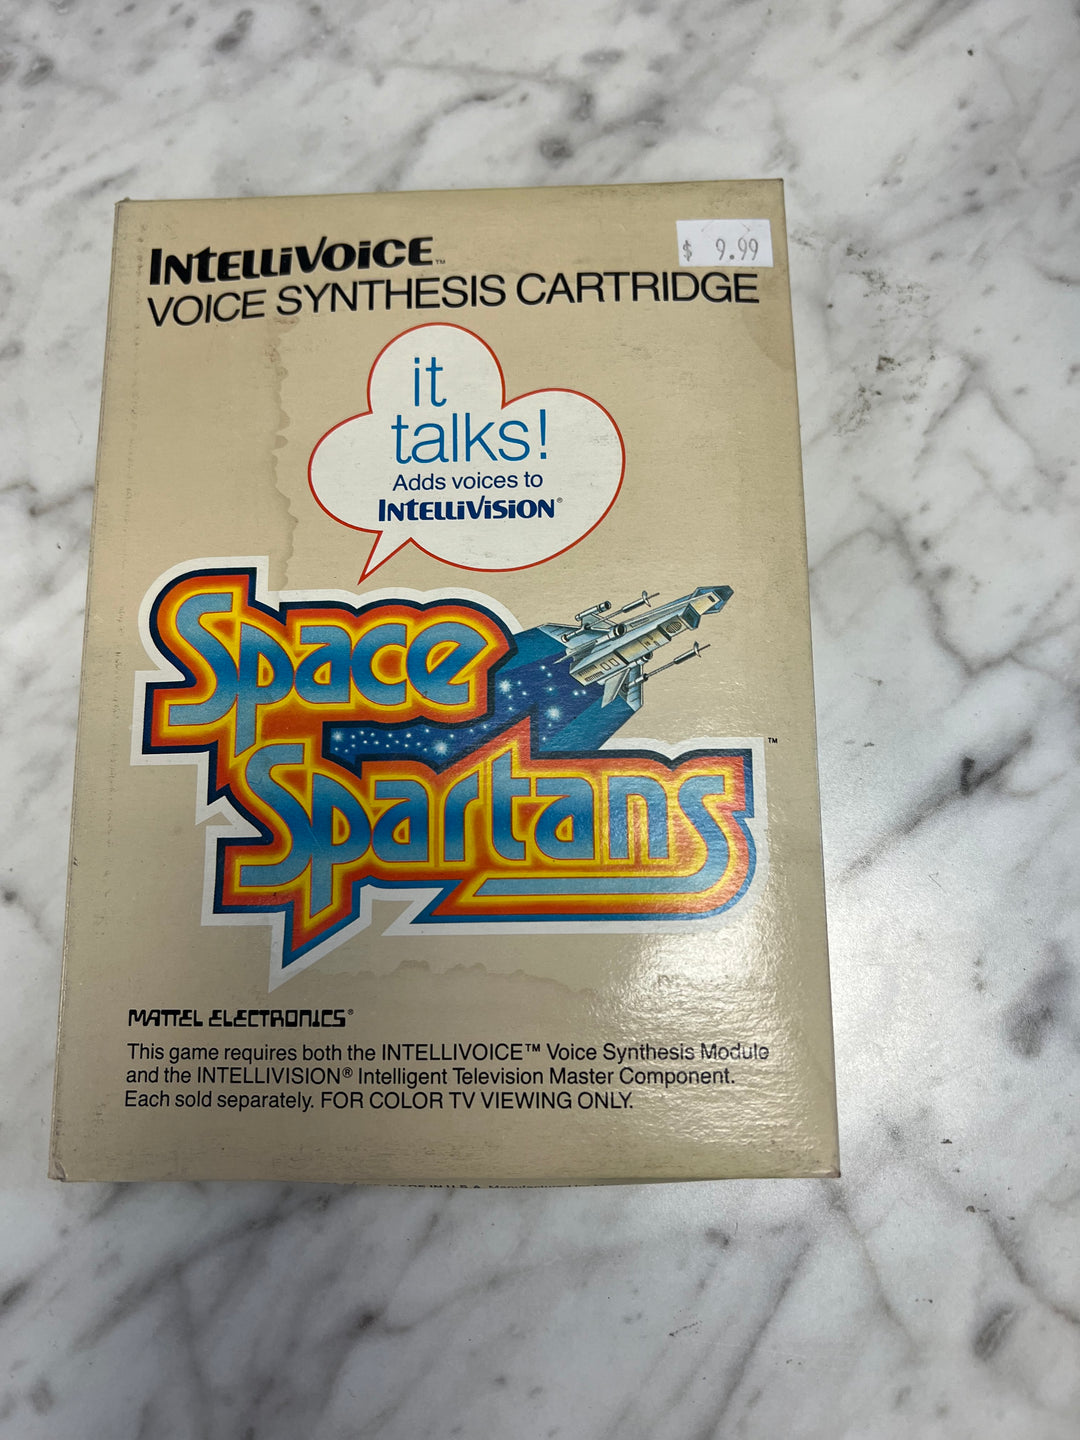 INTELLIVOICE™
$ 9.99
VOICE SYNTHESIS CARTRIDGE
it
talks!
Adds voices to
INTELLIVISION®
Space
Spartans™
MATTEL ELECTRONICS®
This game requires both the INTELLIVOICE™ Voice Synthesis Module
and the INTELLIVISION® Intelligent Television Master Component.
Each sold separately. FOR COLOR TV VIEWING ONLY.
MADE IN U.S.A.